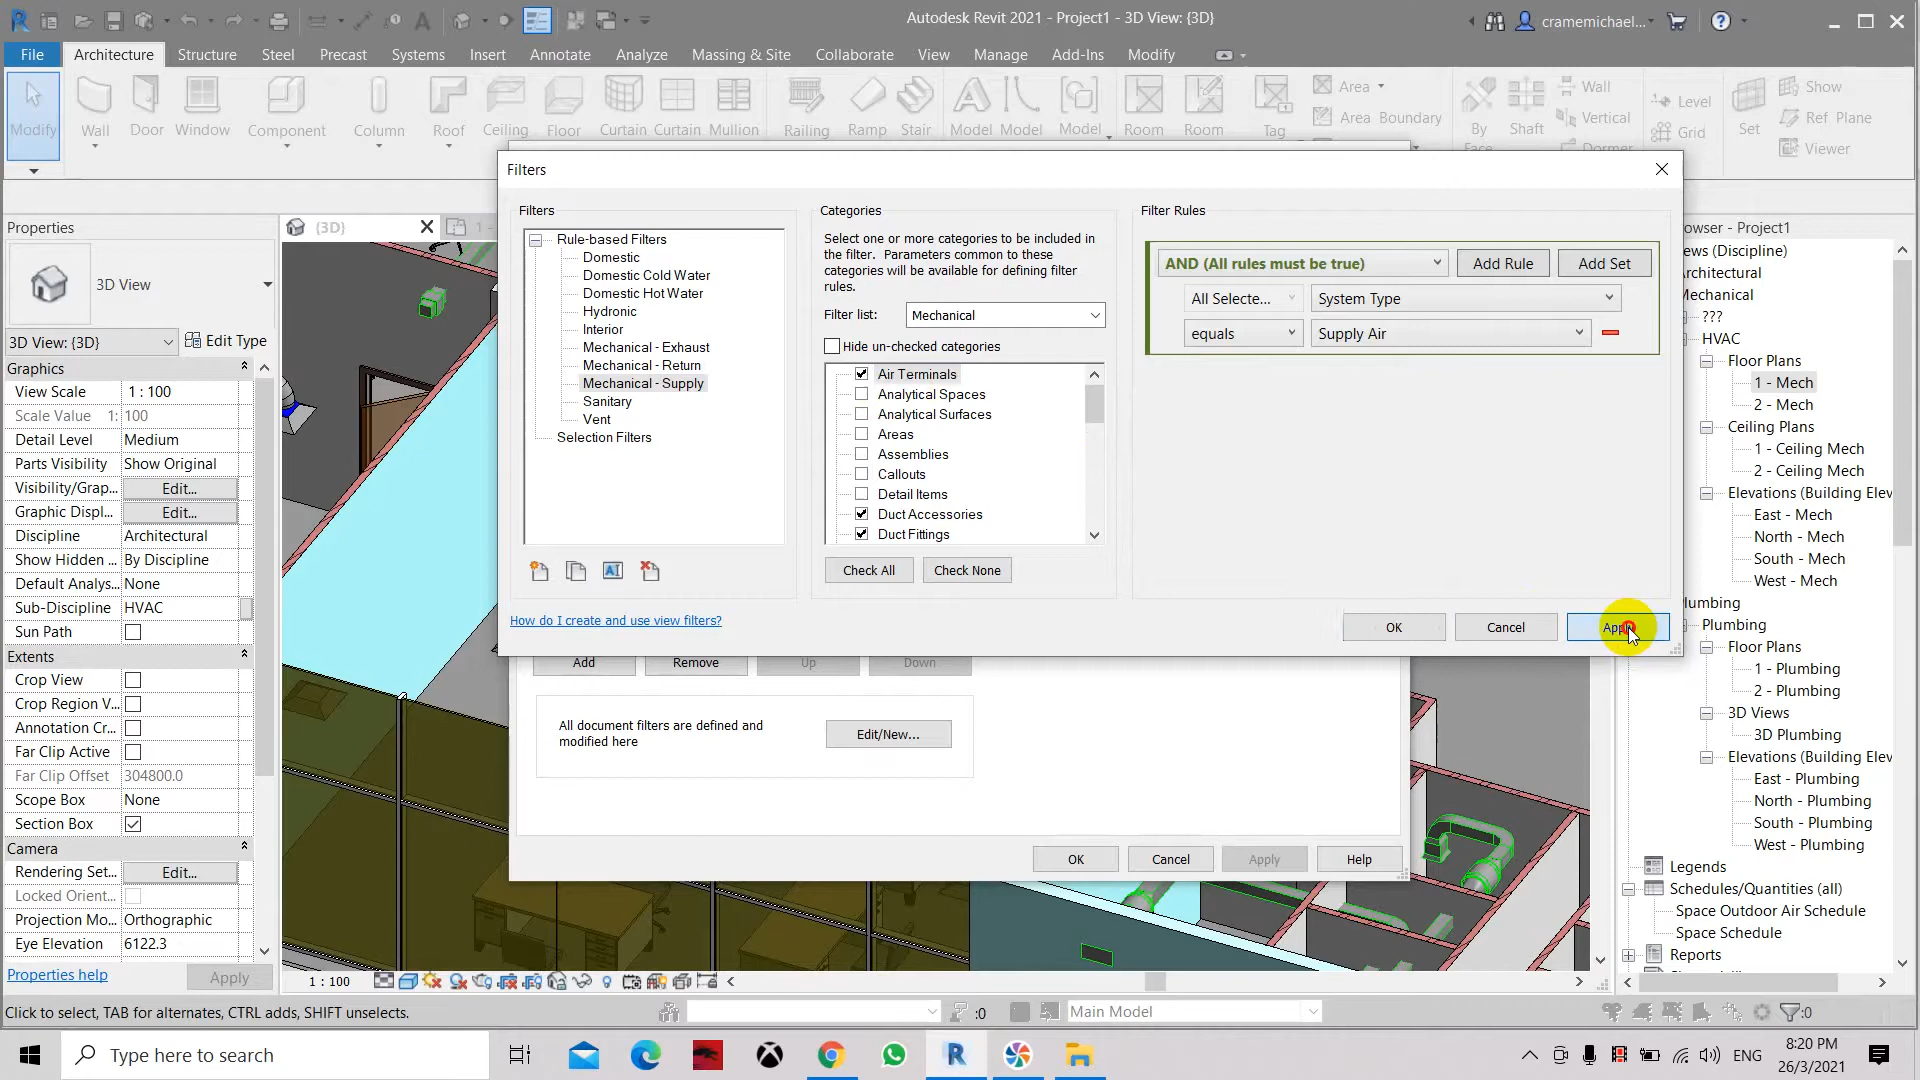 Autodesk Revit 2021 - Project1 - 3D View: {3D}
cramemichael...
File Architecture Structure Steel Precast Systems Insert Annotate Analyze Massing & Site Collaborate View Manage Add-Ins Modify
Modify Wall Door Window Component Column Roof Ceiling Floor Curtain Curtain Mullion Railing Ramp Stair Model Model Model Room Room Tag By Shaft Set
Area
Area Boundary
Wall
Vertical
Dormer
Level
Grid
Show
Ref Plane
Viewer
Face
Properties
3D View
3D View: {3D}
Edit Type
Graphics
View Scale 1 : 100
Scale Value 1: 100
Detail Level Medium
Parts Visibility Show Original
Visibility/Grap... Edit...
Graphic Displ... Edit...
Discipline Architectural
Show Hidden By Discipline
Default Analys... None
Sub-Discipline HVAC
Sun Path
Extents
Crop View
Crop Region V...
Annotation Cr...
Far Clip Active
Far Clip Offset 304800.0
Scope Box None
Section Box
Camera
Rendering Set... Edit...
Locked Orient...
Projection Mo... Orthographic
Eye Elevation 6122.3
Properties help Apply
{3D}
1 -
Filters
Filters
Rule-based Filters
Domestic
Domestic Cold Water
Domestic Hot Water
Hydronic
Interior
Mechanical - Exhaust
Mechanical - Return
Mechanical - Supply
Sanitary
Vent
Selection Filters
How do I create and use view filters?
Categories
Select one or more categories to be included in
the filter. Parameters common to these
categories will be available for defining filter
rules.
Filter list: Mechanical
Hide un-checked categories
Air Terminals
Analytical Spaces
Analytical Surfaces
Areas
Assemblies
Callouts
Detail Items
Duct Accessories
Duct Fittings
Check All Check None
Filter Rules
AND (All rules must be true) Add Rule Add Set
All Selecte... System Type
equals Supply Air
OK Cancel Apply
Add Remove Up Down
All document filters are defined and
modified here
Edit/New...
OK Cancel Apply Help
owser - Project1
iews (Discipline)
Architectural
Mechanical
???
HVAC
Floor Plans
1 - Mech
2 - Mech
Ceiling Plans
1 - Ceiling Mech
2 - Ceiling Mech
Elevations (Building Elev
East - Mech
North - Mech
South - Mech
West - Mech
Plumbing
Plumbing
Floor Plans
1 - Plumbing
2 - Plumbing
3D Views
3D Plumbing
Elevations (Building Elev
East - Plumbing
North - Plumbing
South - Plumbing
West - Plumbing
Legends
Schedules/Quantities (all)
Space Outdoor Air Schedule
Space Schedule
Reports
1 : 100
Click to select, TAB for alternates, CTRL adds, SHIFT unselects.
:0
Main Model
:0
Type here to search
ENG
8:20 PM
26/3/2021